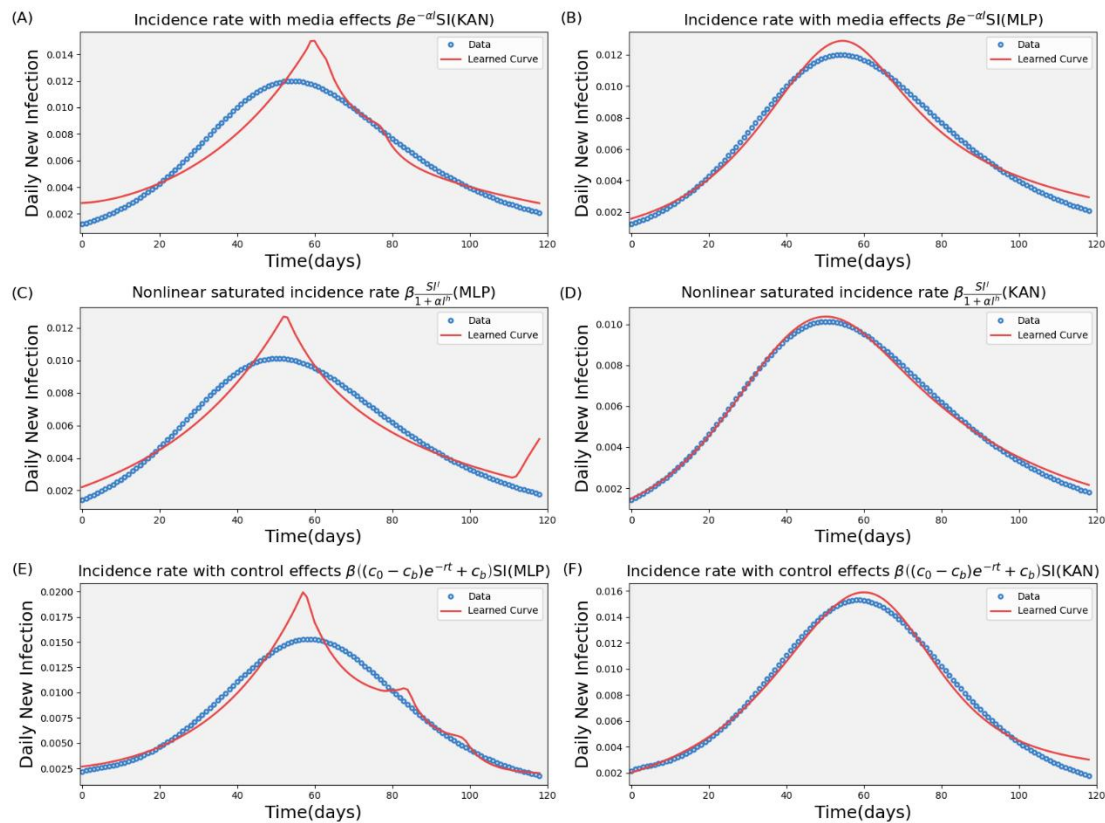 (A) Incidence rate with media effects βe^{-αI}SI(KAN)
Daily New Infection
0.014
0.012
0.010
0.008
0.006
0.004
0.002
Data
Learned Curve
0 20 40 60 80 100 120
Time(days)
(B) Incidence rate with media effects βe^{-αI}SI(MLP)
Daily New Infection
0.012
0.010
0.008
0.006
0.004
0.002
Data
Learned Curve
0 20 40 60 80 100 120
Time(days)
(C) Nonlinear saturated incidence rate β\frac{SI^l}{1+αI^h}(MLP)
Daily New Infection
0.012
0.010
0.008
0.006
0.004
0.002
Data
Learned Curve
0 20 40 60 80 100 120
Time(days)
(D) Nonlinear saturated incidence rate β\frac{SI^l}{1+αI^h}(KAN)
Daily New Infection
0.010
0.008
0.006
0.004
0.002
Data
Learned Curve
0 20 40 60 80 100 120
Time(days)
(E) Incidence rate with control effects β((c_0 − c_b)e^{−rt} + c_b)SI(MLP)
Daily New Infection
0.0200
0.0175
0.0150
0.0125
0.0100
0.0075
0.0050
0.0025
Data
Learned Curve
0 20 40 60 80 100 120
Time(days)
(F) Incidence rate with control effects β((c_0 − c_b)e^{−rt} + c_b)SI(KAN)
Daily New Infection
0.016
0.014
0.012
0.010
0.008
0.006
0.004
0.002
Data
Learned Curve
0 20 40 60 80 100 120
Time(days)